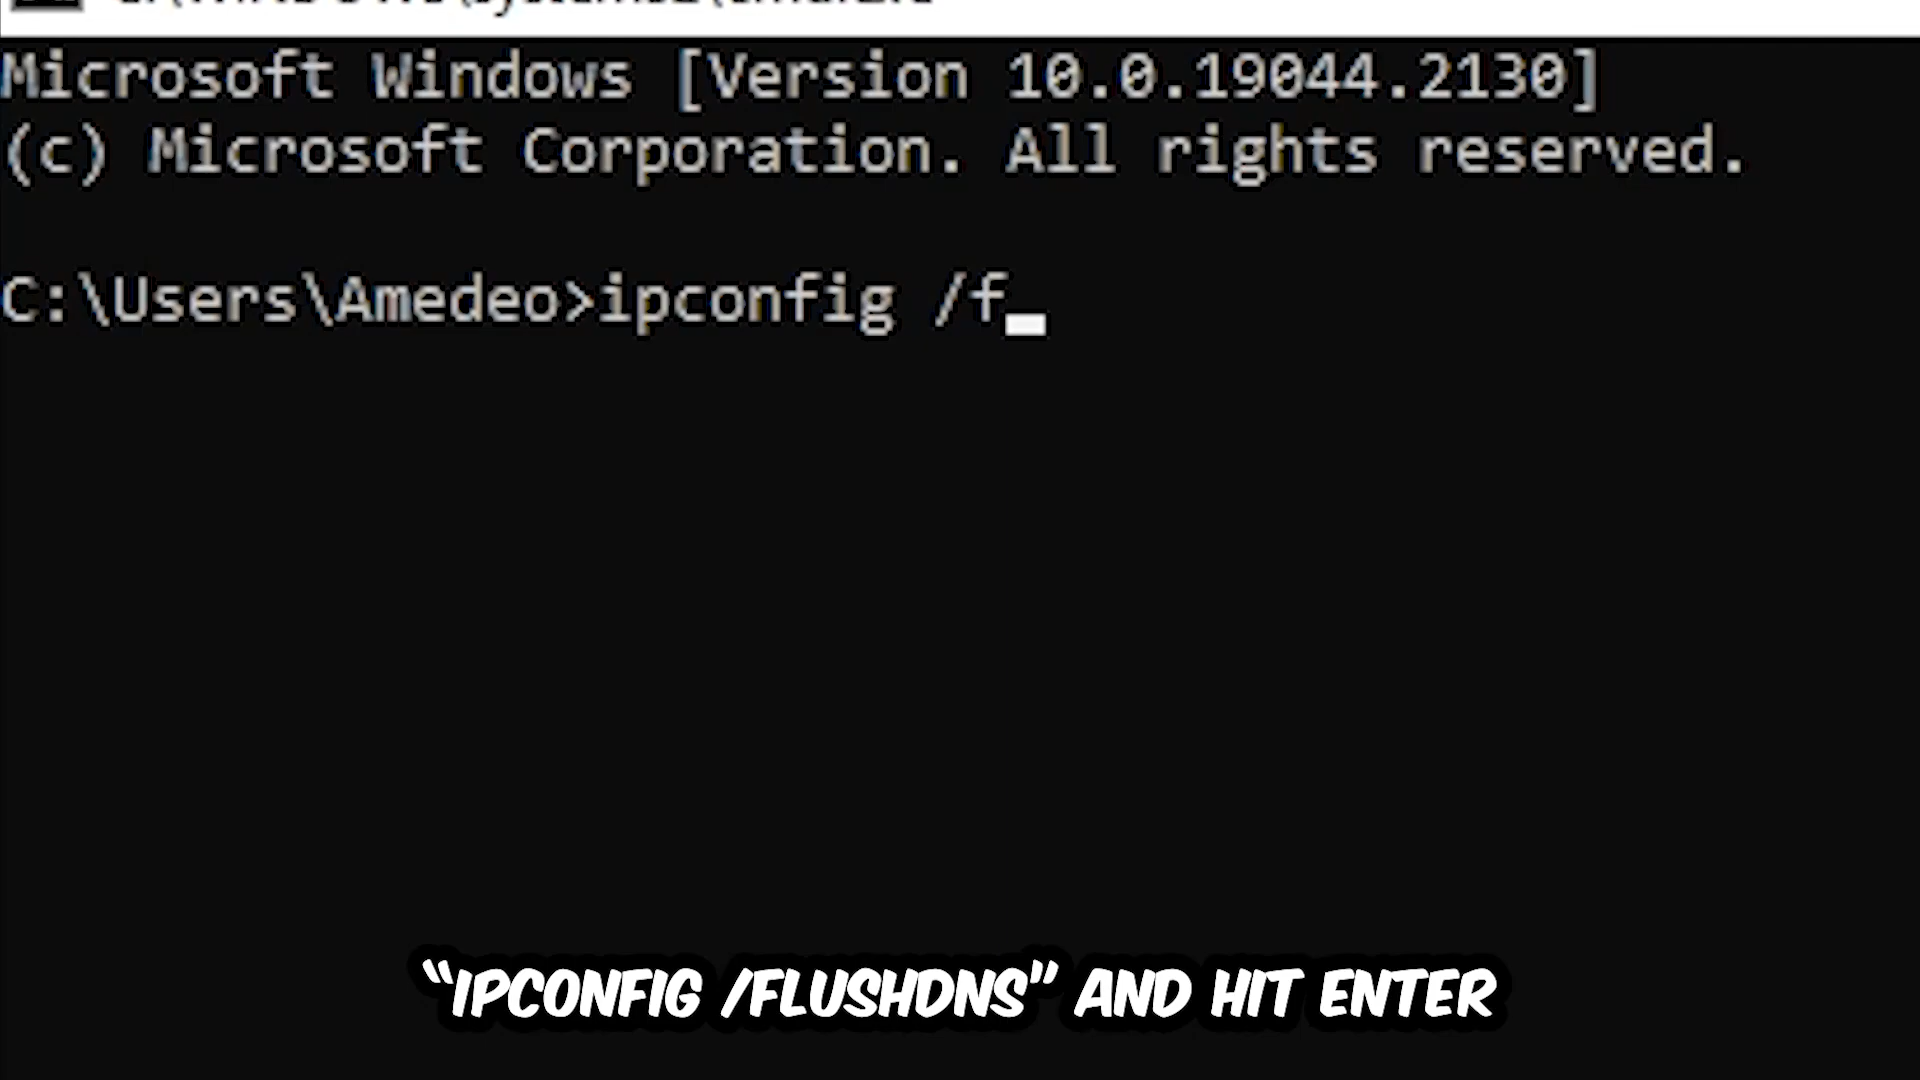 Microsoft Windows [Version 10.0.19044.2130]
(c) Microsoft Corporation. All rights reserved.
C:\Users\Amedeo>ipconfig /f
“IPCONFIG /FLUSHDNS” AND HIT ENTER